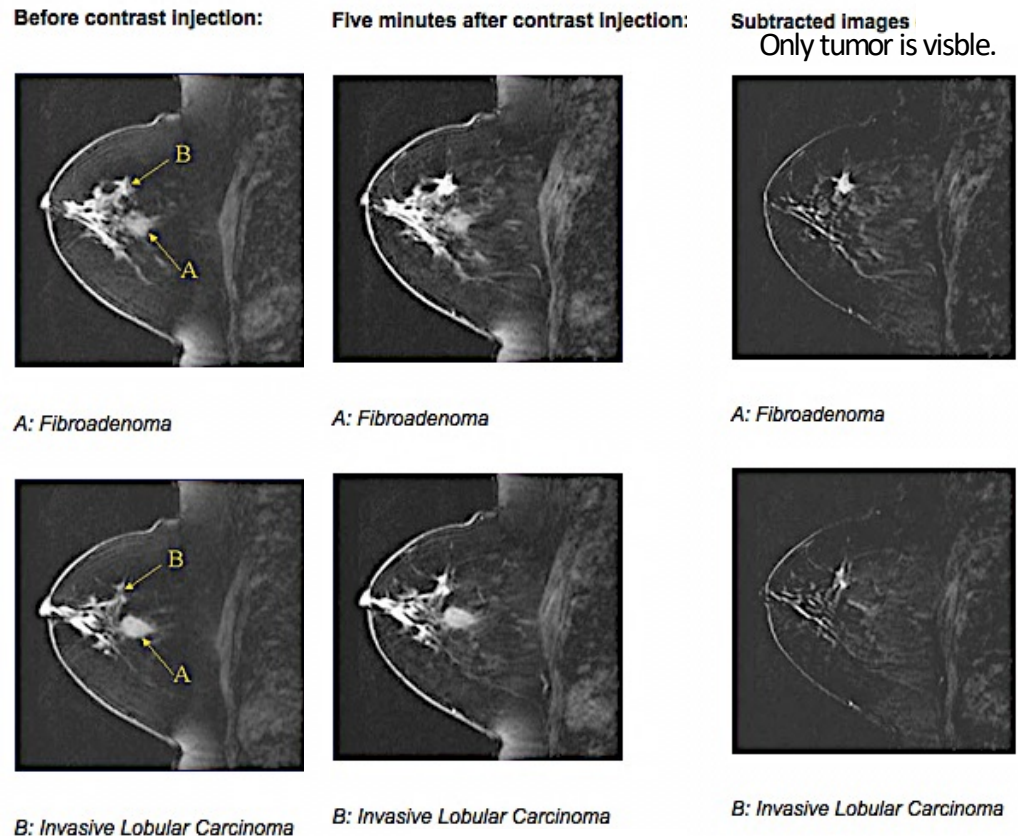 Before contrast injection:
Five minutes after contrast injection:
Subtracted images
Only tumor is visble.
B
A
A: Fibroadenoma
A: Fibroadenoma
A: Fibroadenoma
B
A
B: Invasive Lobular Carcinoma
B: Invasive Lobular Carcinoma
B: Invasive Lobular Carcinoma